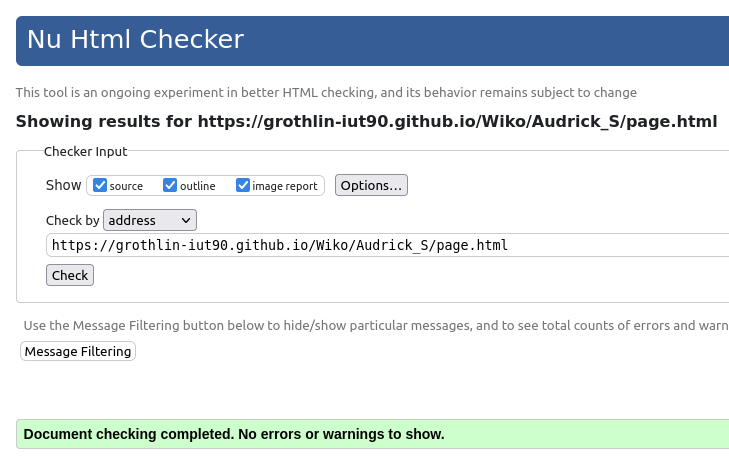 Nu Html Checker
This tool is an ongoing experiment in better HTML checking, and its behavior remains subject to change
Showing results for https://grothlin-iut90.github.io/Wiko/Audrick_S/page.html
Checker Input
Show source outline image report Options...
Check by address
https://grothlin-iut90.github.io/Wiko/Audrick_S/page.html
Check
Use the Message Filtering button below to hide/show particular messages, and to see total counts of errors and warn
Message Filtering
Document checking completed. No errors or warnings to show.